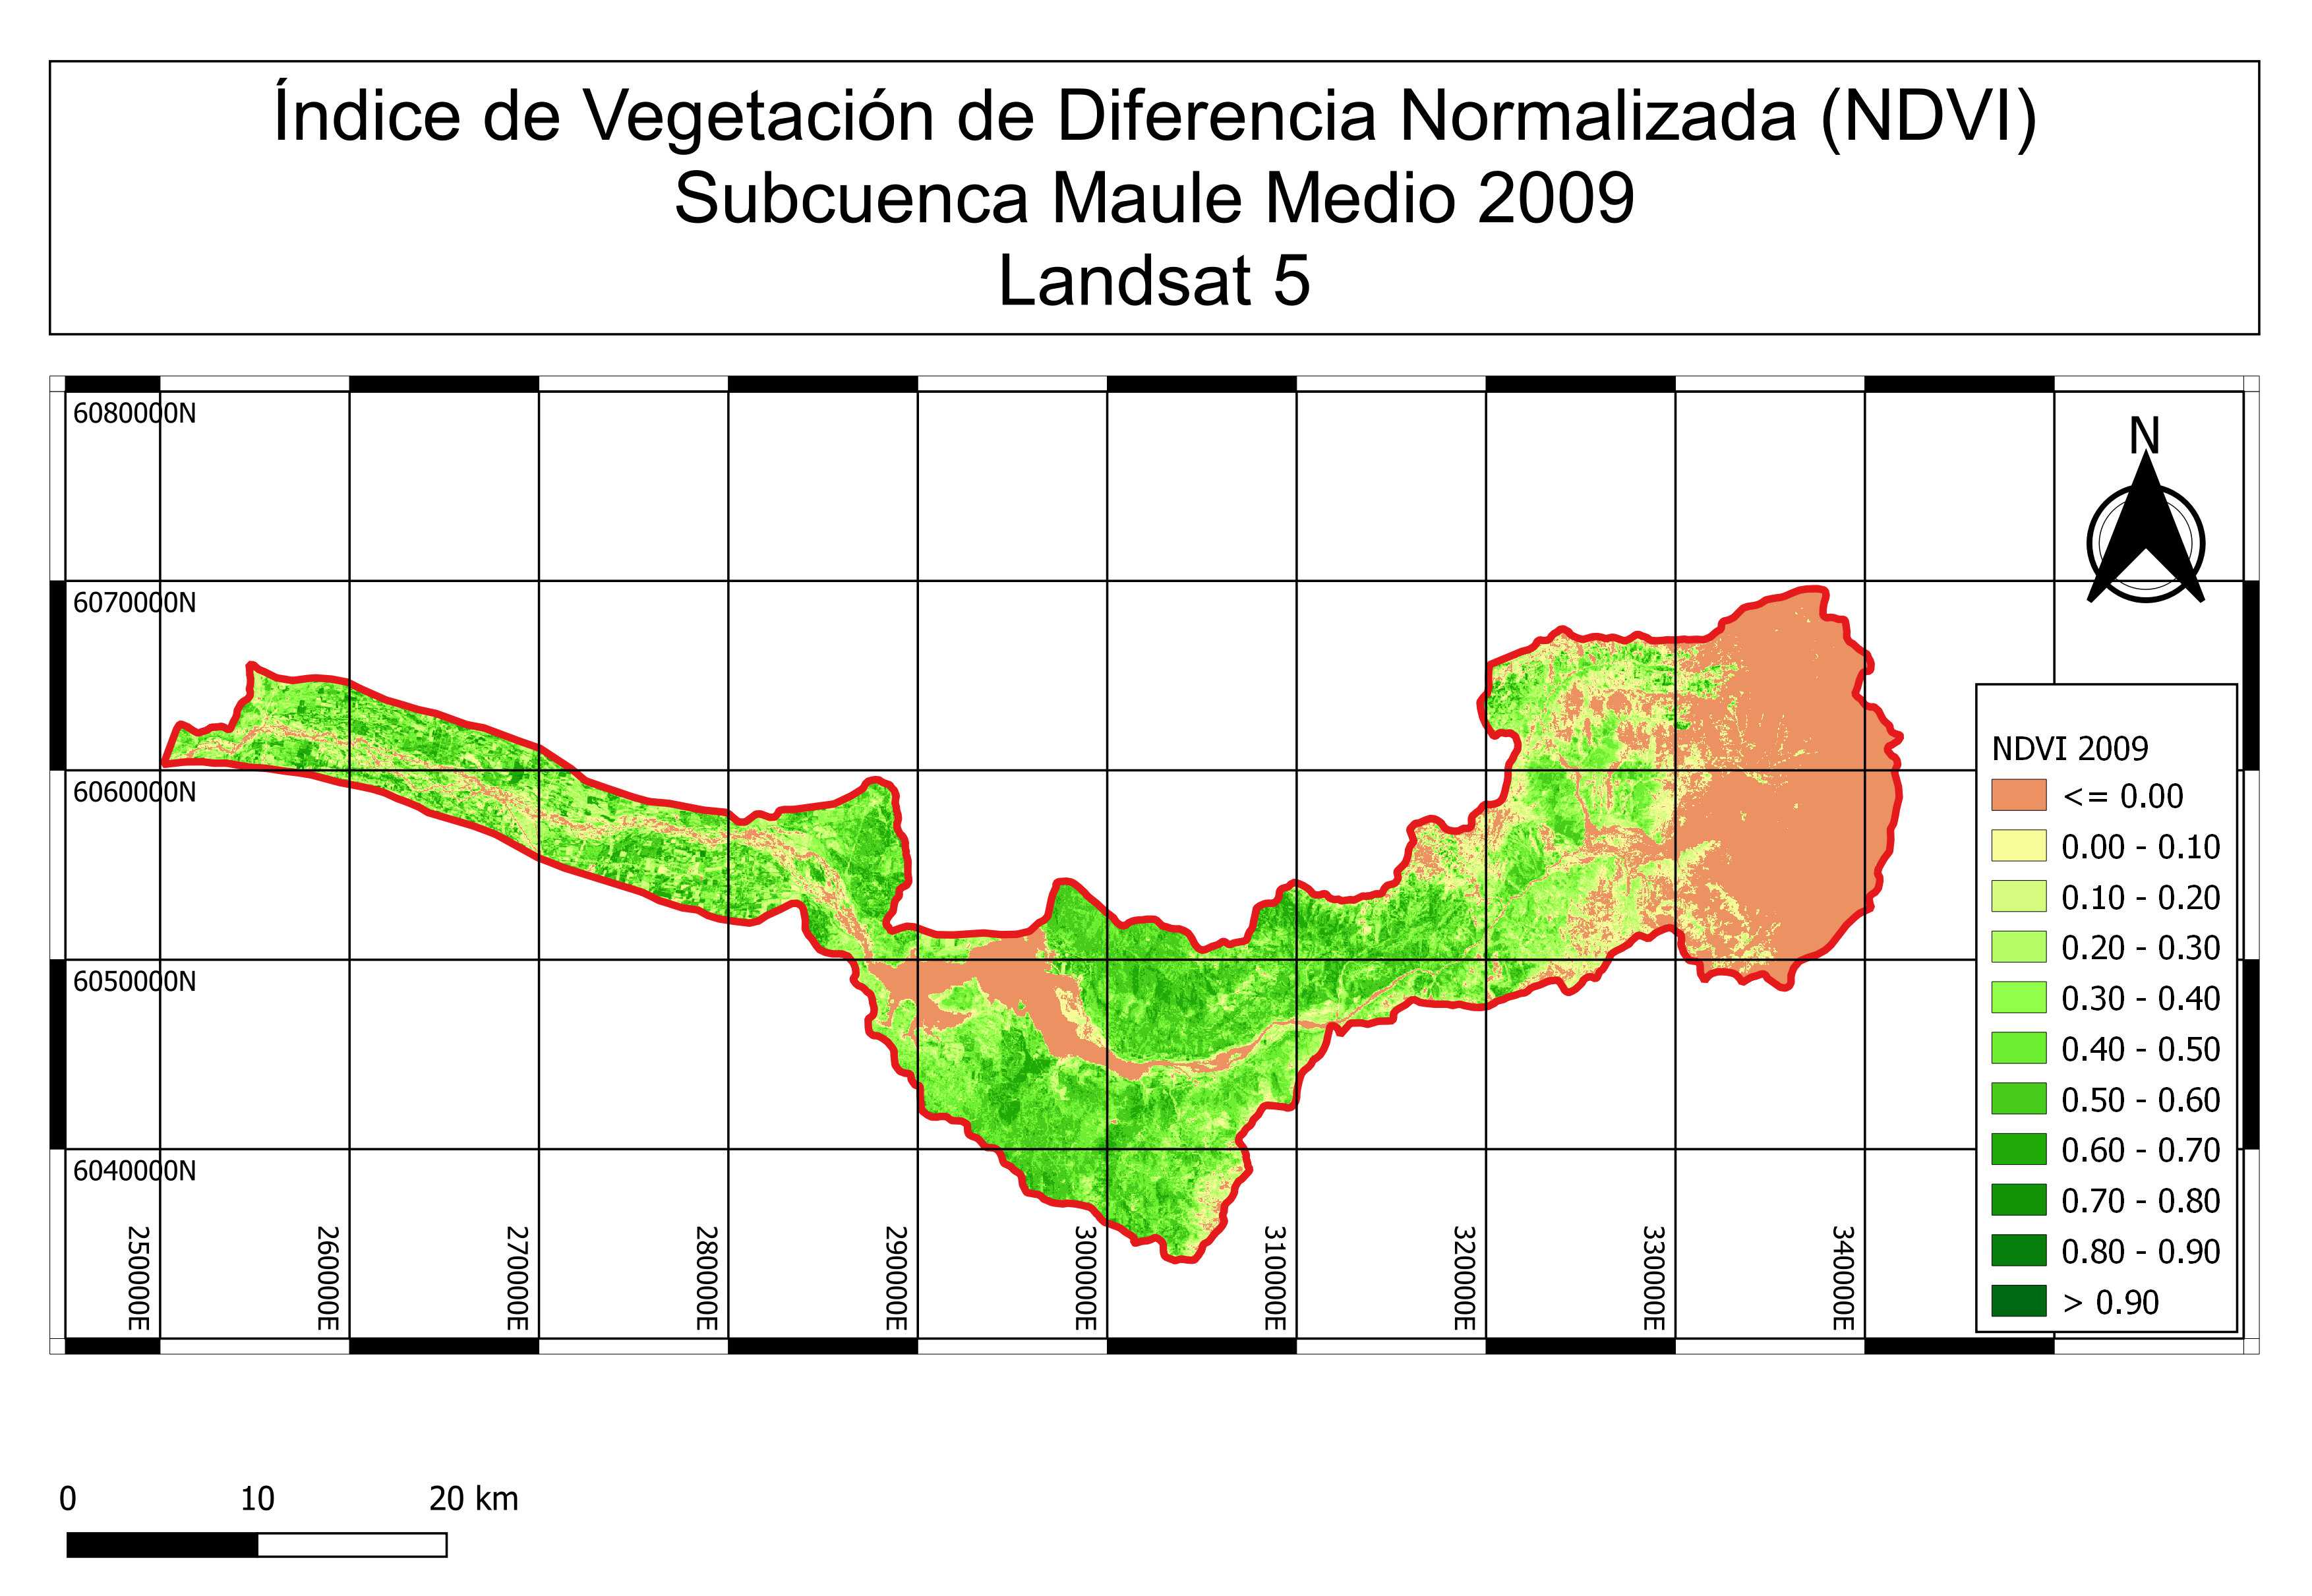 Índice de Vegetación de Diferencia Normalizada (NDVI)
Subcuenca Maule Medio 2009
Landsat 5
6080000N
6070000N
6060000N
6050000N
6040000N
250000E
260000E
270000E
280000E
290000E
300000E
310000E
320000E
330000E
340000E
N
NDVI 2009
<= 0.00
0.00 - 0.10
0.10 - 0.20
0.20 - 0.30
0.30 - 0.40
0.40 - 0.50
0.50 - 0.60
0.60 - 0.70
0.70 - 0.80
0.80 - 0.90
> 0.90
0 10 20 km